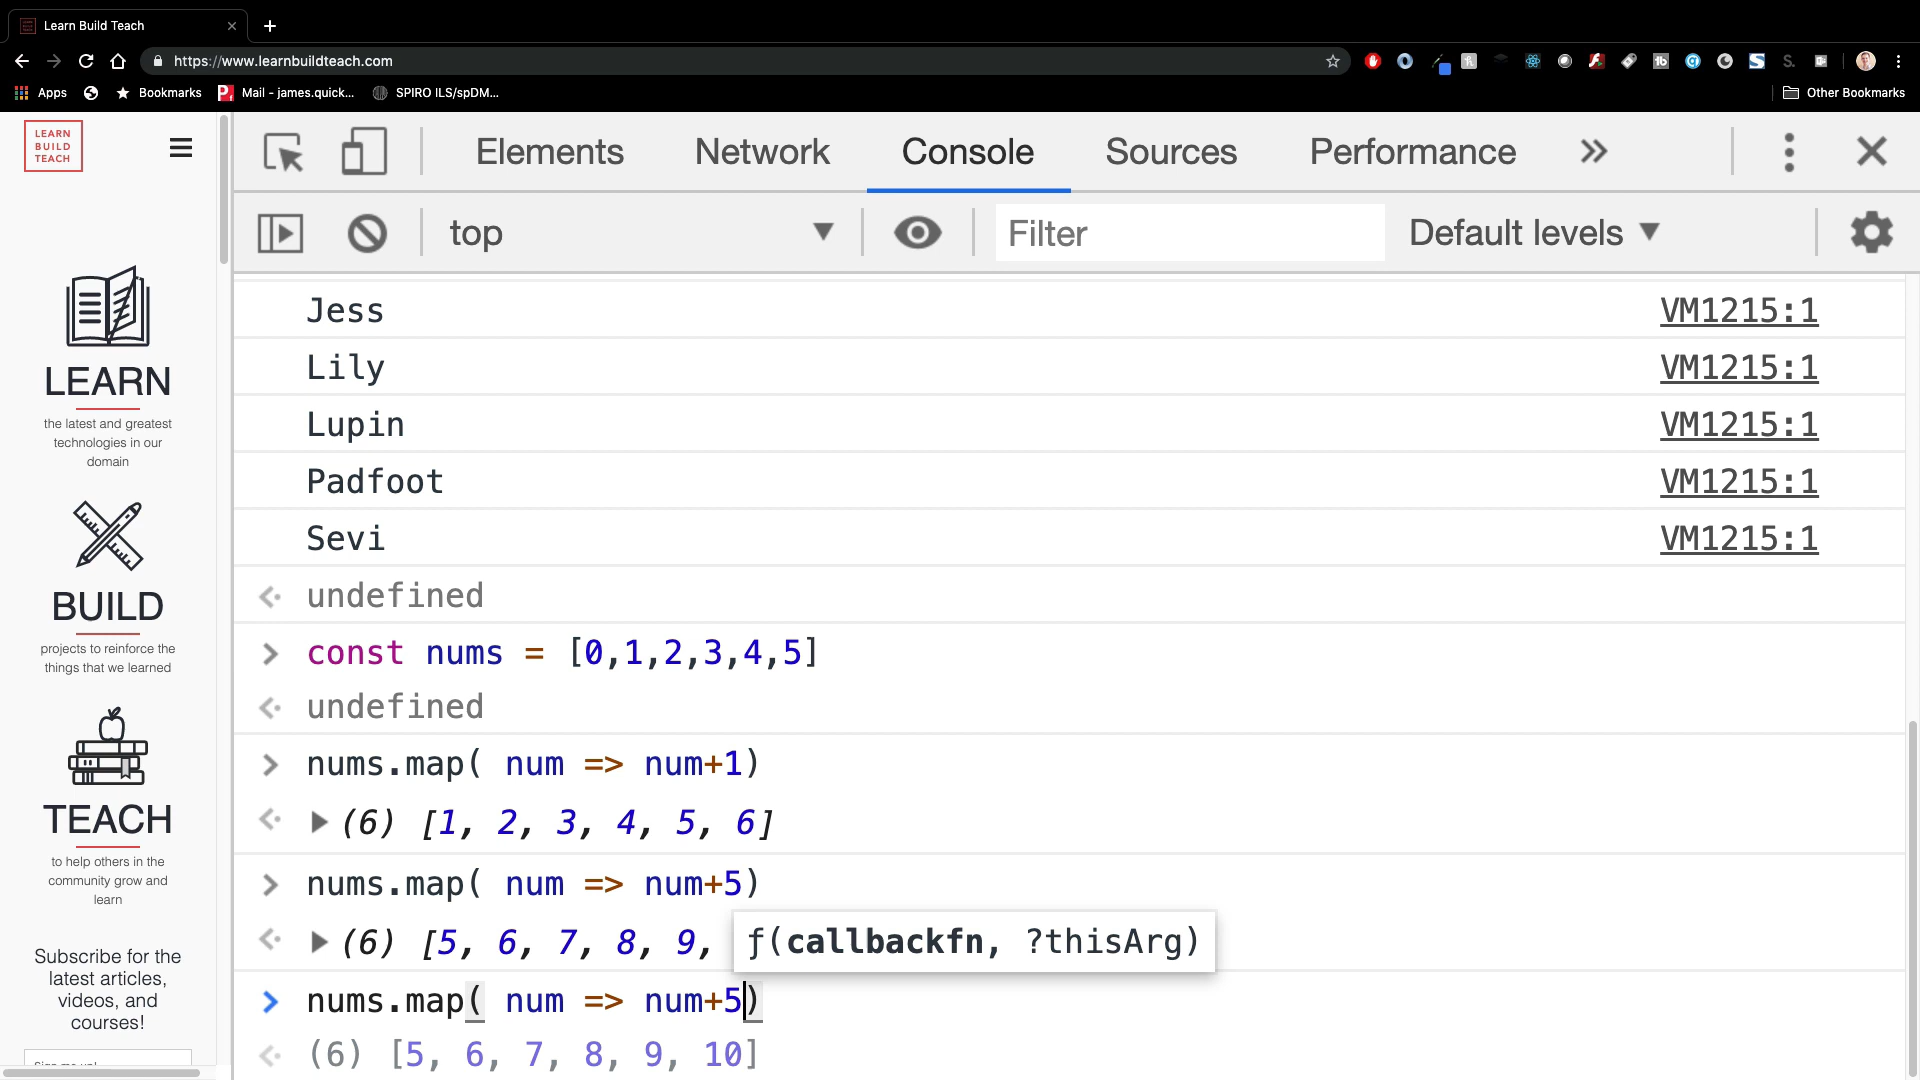 Learn Build Teach
https://www.learnbuildteach.com
Apps
Bookmarks
Mail - james.quick...
SPIRO ILS/spDM...
Other Bookmarks
LEARN
BUILD
TEACH
LEARN
the latest and greatest
technologies in our
domain
BUILD
projects to reinforce the
things that we learned
TEACH
to help others in the
community grow and
learn
Subscribe for the
latest articles,
videos, and
courses!
Elements Network Console Sources Performance
top Filter Default levels
Jess VM1215:1
Lily VM1215:1
Lupin VM1215:1
Padfoot VM1215:1
Sevi VM1215:1
undefined
const nums = [0,1,2,3,4,5]
undefined
nums.map( num => num+1)
(6) [1, 2, 3, 4, 5, 6]
nums.map( num => num+5)
(6) [5, 6, 7, 8, 9,
ƒ(callbackfn, ?thisArg)
nums.map( num => num+5)
(6) [5, 6, 7, 8, 9, 10]